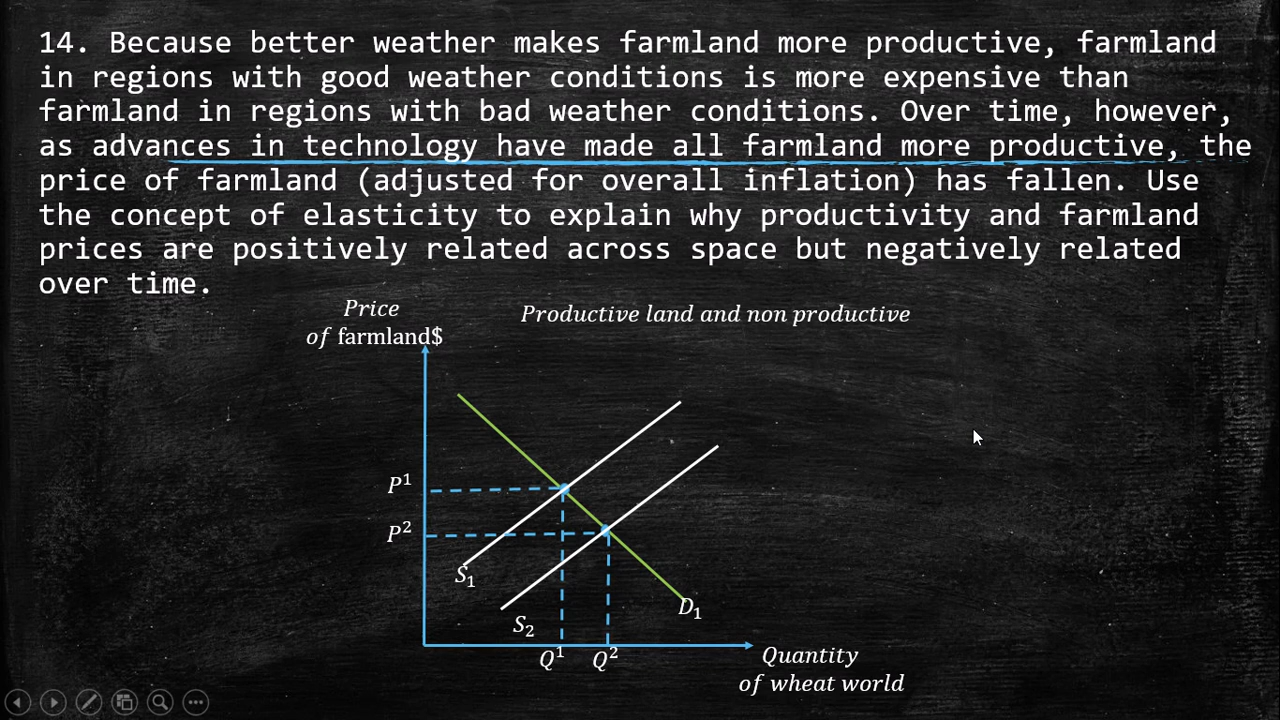 14. Because better weather makes farmland more productive, farmland
in regions with good weather conditions is more expensive than
farmland in regions with bad weather conditions. Over time, however,
as advances in technology have made all farmland more productive, the
price of farmland (adjusted for overall inflation) has fallen. Use
the concept of elasticity to explain why productivity and farmland
prices are positively related across space but negatively related
over time.
Price
of farmland$
Productive land and non productive
P¹
P²
S₁
S₂
D₁
Q¹ Q²
Quantity
of wheat world